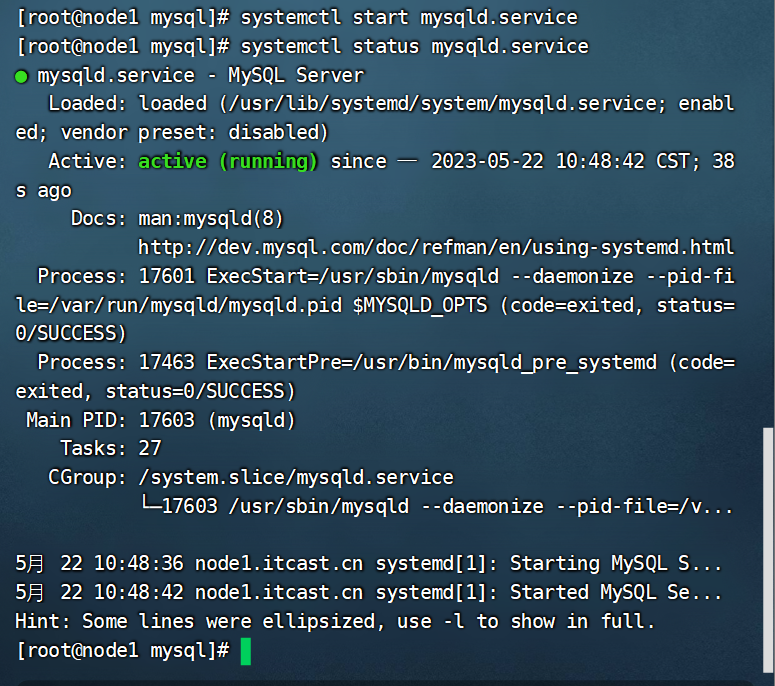 [root@node1 mysql]# systemctl start mysqld.service
[root@node1 mysql]# systemctl status mysqld.service
● mysqld.service - MySQL Server
   Loaded: loaded (/usr/lib/systemd/system/mysqld.service; enabl
ed; vendor preset: disabled)
   Active: active (running) since 一 2023-05-22 10:48:42 CST; 38
s ago
     Docs: man:mysqld(8)
           http://dev.mysql.com/doc/refman/en/using-systemd.html
  Process: 17601 ExecStart=/usr/sbin/mysqld --daemonize --pid-fi
le=/var/run/mysqld/mysqld.pid $MYSQLD_OPTS (code=exited, status=
0/SUCCESS)
  Process: 17463 ExecStartPre=/usr/bin/mysqld_pre_systemd (code=
exited, status=0/SUCCESS)
 Main PID: 17603 (mysqld)
    Tasks: 27
   CGroup: /system.slice/mysqld.service
           └─17603 /usr/sbin/mysqld --daemonize --pid-file=/v...
5月 22 10:48:36 node1.itcast.cn systemd[1]: Starting MySQL S...
5月 22 10:48:42 node1.itcast.cn systemd[1]: Started MySQL Se...
Hint: Some lines were ellipsized, use -l to show in full.
[root@node1 mysql]#